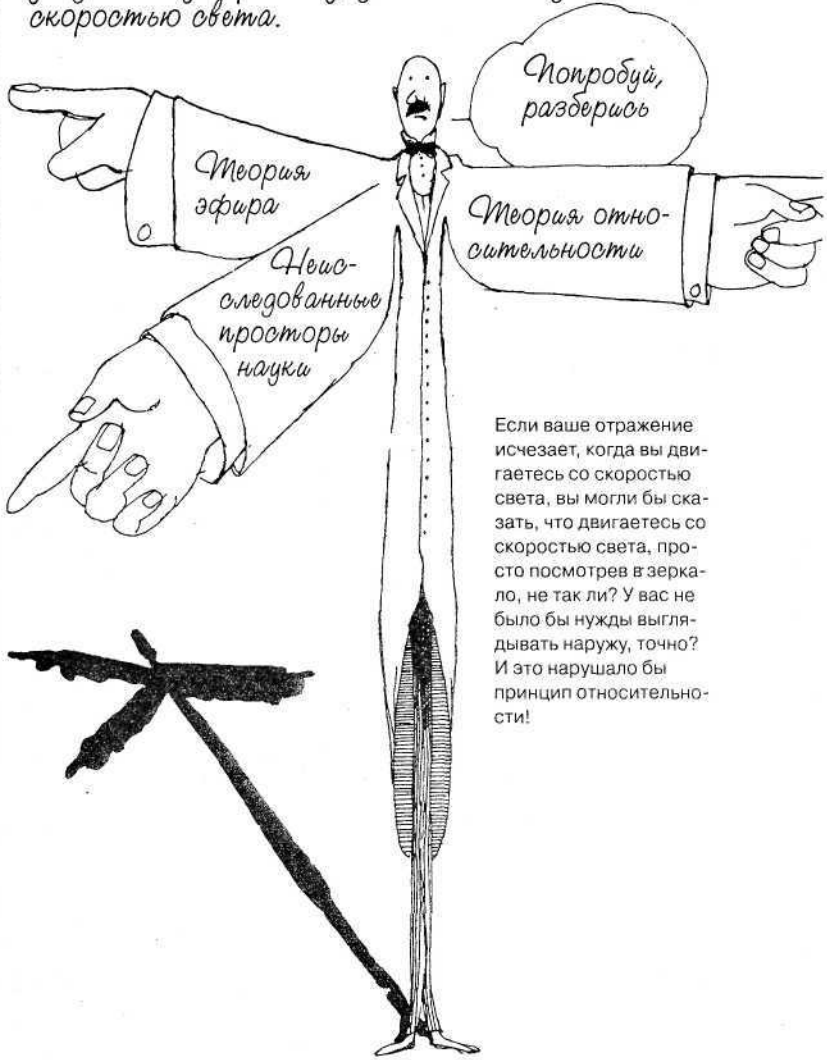 скоростью света.
Попробуй,
разберись
Теория
эфира
Теория отно-
сительности
Неис-
следованные
просторы
науки
Если ваше отражение
исчезает, когда вы дви-
гаетесь со скоростью
света, вы могли бы ска-
зать, что двигаетесь со
скоростью света, про-
сто посмотрев в зерка-
ло, не так ли? У вас не
было бы нужды выгля-
дывать наружу, точно?
И это нарушало бы
принцип относительно-
сти!